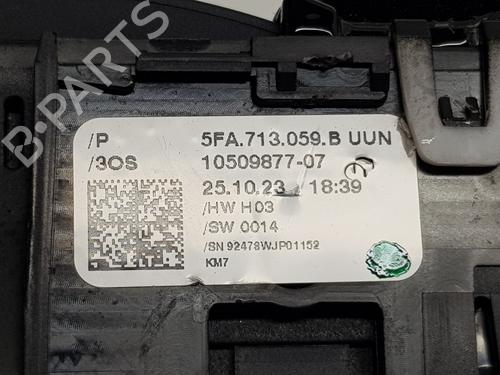 B-PARTS
/P 5FA.713.059.B UUN
/3OS 10509877-07
25.10.23 18:39
/HW H03
/SW 0014
/SN 92478WJP01152
KM7